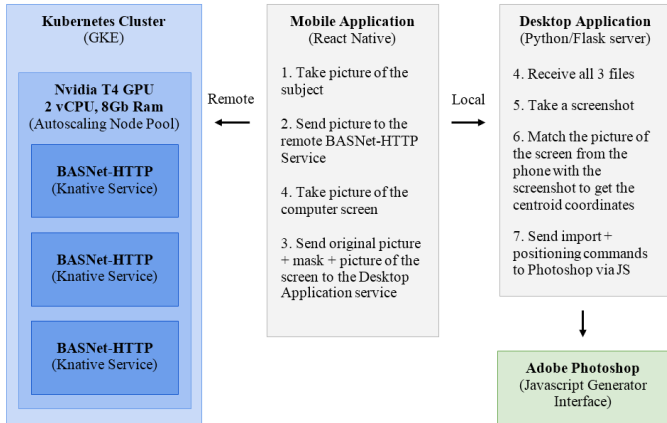 Kubernetes Cluster
(GKE)
Nvidia T4 GPU
2 vCPU, 8Gb Ram
(Autoscaling Node Pool)
BASNet-HTTP
(Knative Service)
BASNet-HTTP
(Knative Service)
BASNet-HTTP
(Knative Service)
Remote
Mobile Application
(React Native)
1. Take picture of the
subject
2. Send picture to the
remote BASNet-HTTP
Service
4. Take picture of the
computer screen
3. Send original picture
+ mask + picture of the
screen to the Desktop
Application service
Local
Desktop Application
(Python/Flask server)
4. Receive all 3 files
5. Take a screenshot
6. Match the picture of
the screen from the
phone with the
screenshot to get the
centroid coordinates
7. Send import +
positioning commands
to Photoshop via JS
Adobe Photoshop
(Javascript Generator
Interface)